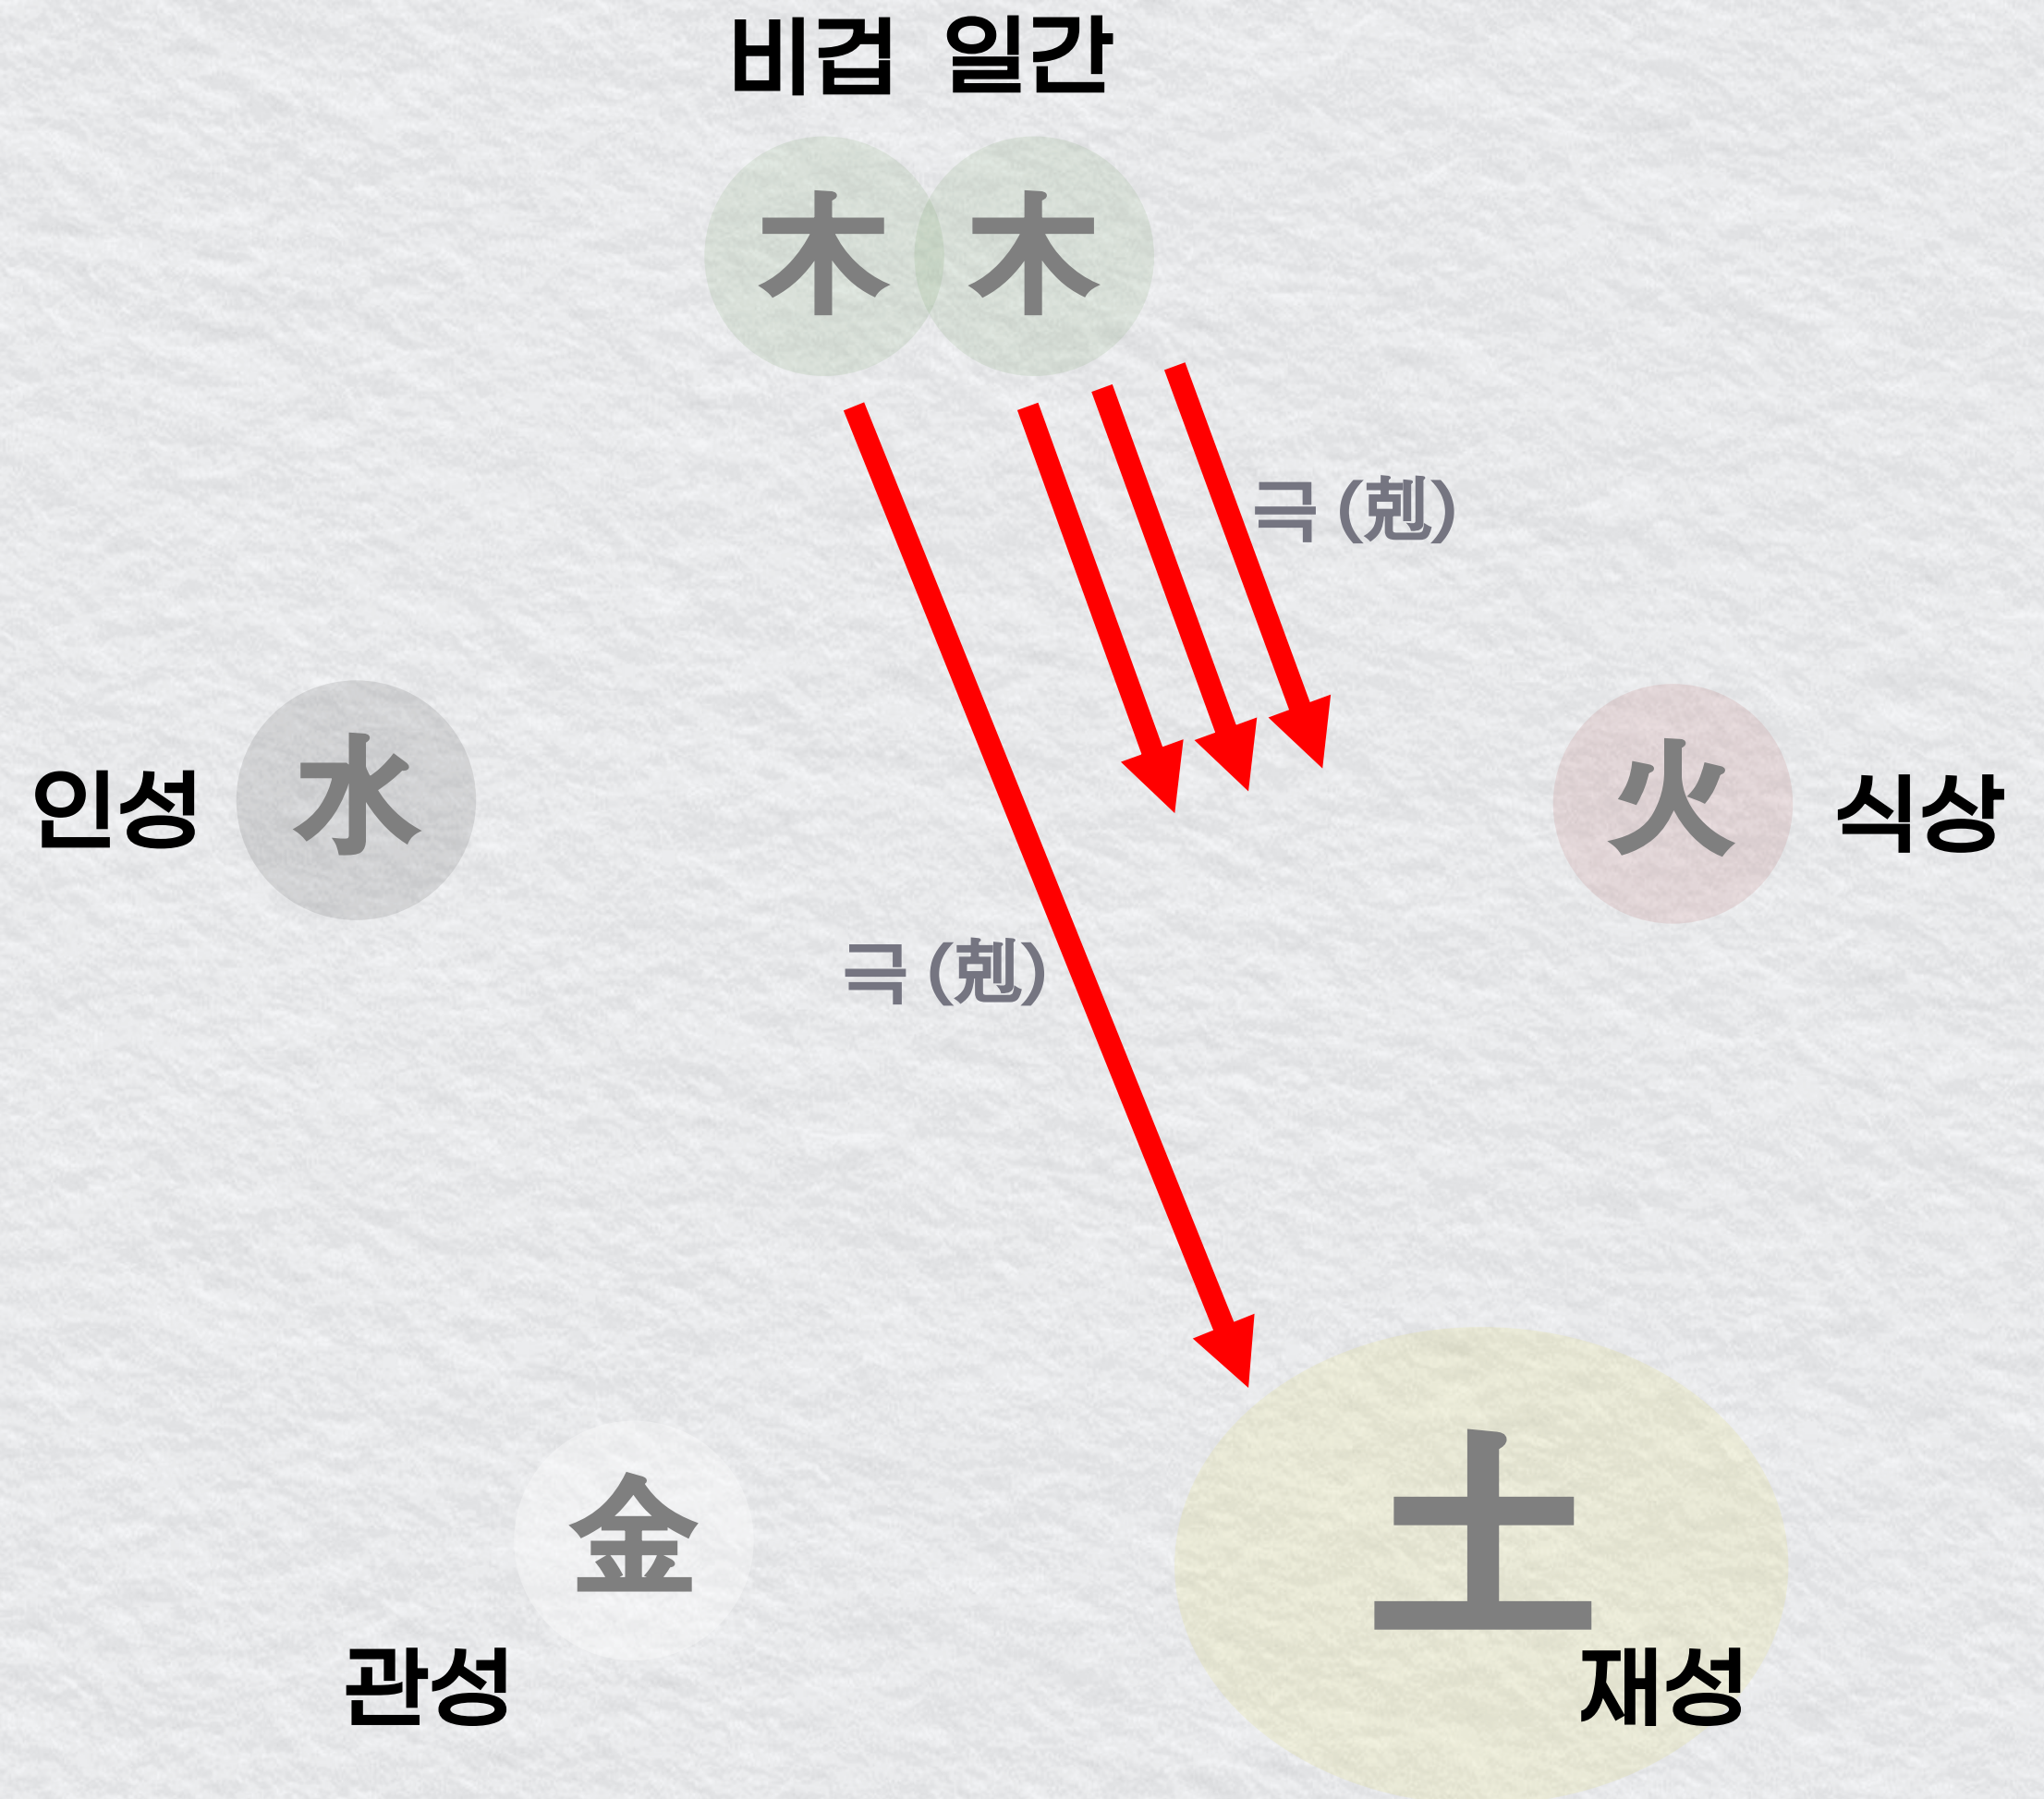 비겁 일간
木 木
극 (剋)
인성 水
火 식상
극 (剋)
金
土
관성
재성